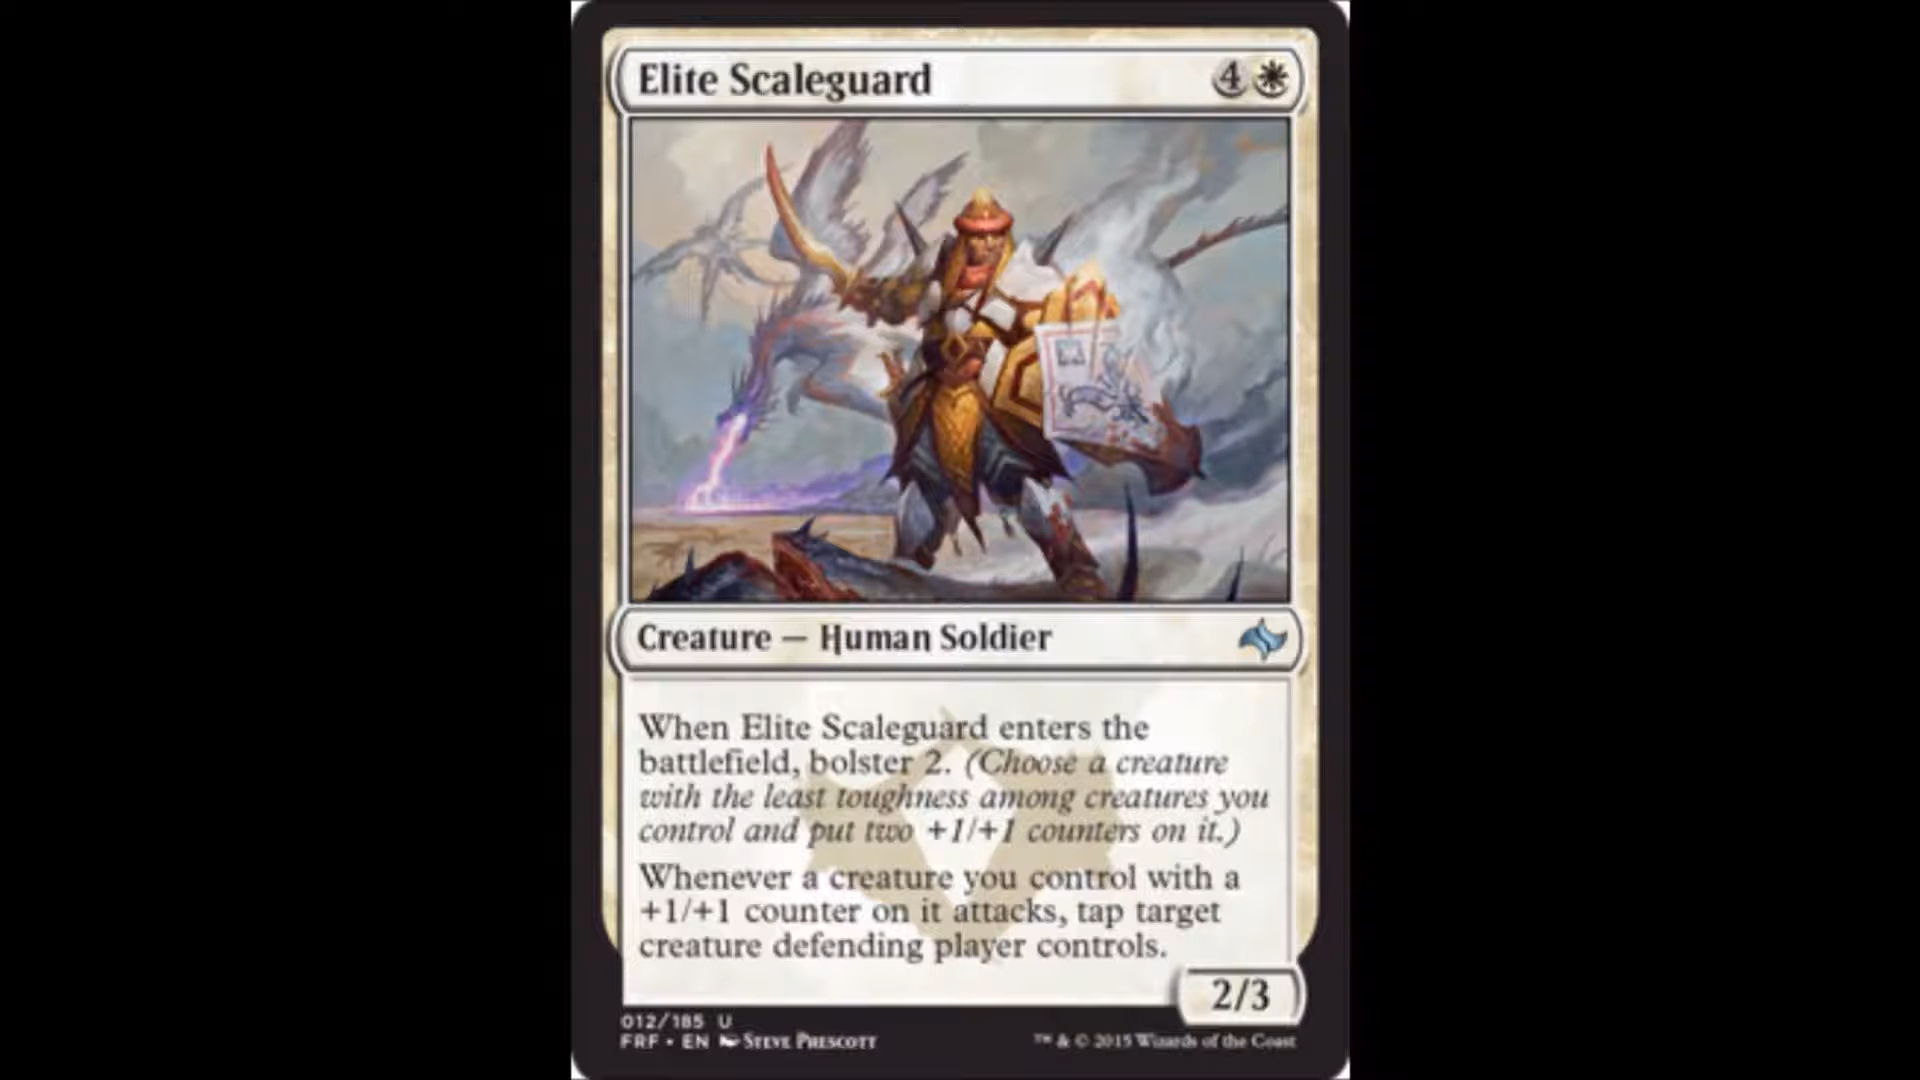 Elite Scaleguard 4
Creature — Human Soldier
When Elite Scaleguard enters the
battlefield, bolster 2. (Choose a creature
with the least toughness among creatures you
control and put two +1/+1 counters on it.)
Whenever a creature you control with a
+1/+1 counter on it attacks, tap target
creature defending player controls.
2/3
012/185 U
FRF • EN Steve Prescott
™ & © 2015 Wizards of the Coast